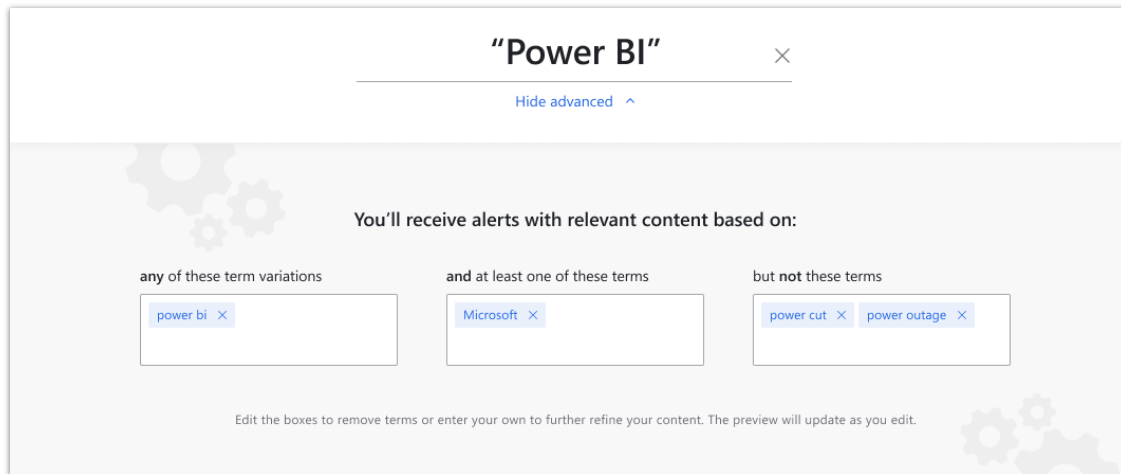 “Power BI”
Hide advanced
You’ll receive alerts with relevant content based on:
any of these term variations
and at least one of these terms
but not these terms
power bi
Microsoft
power cut
power outage
Edit the boxes to remove terms or enter your own to further refine your content. The preview will update as you edit.